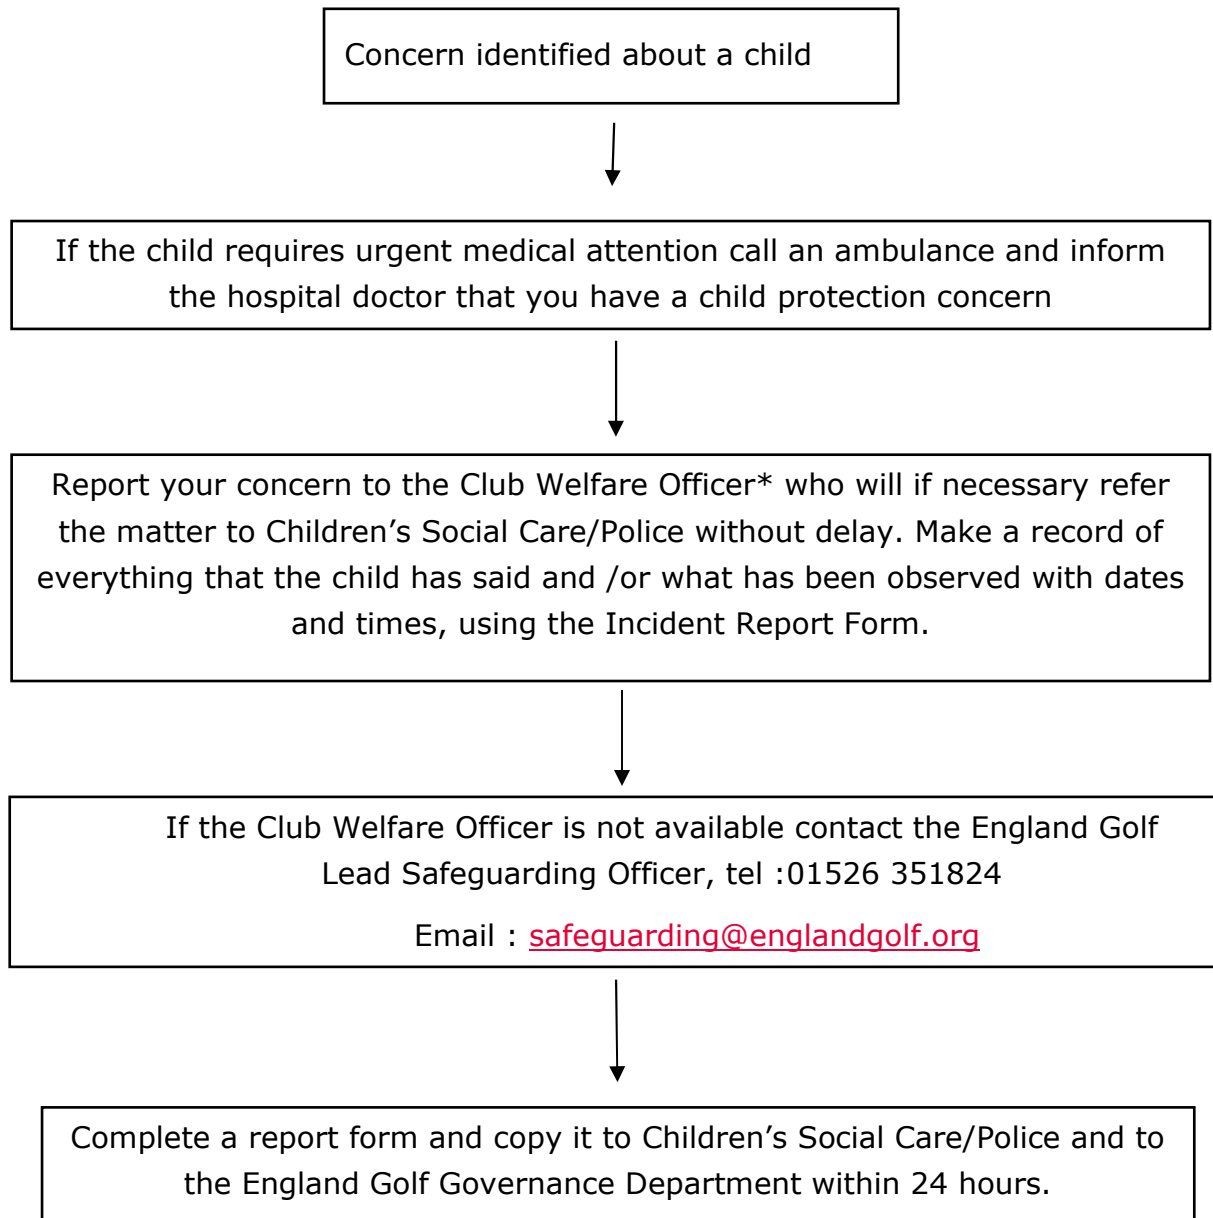 Concern identified about a child
If the child requires urgent medical attention call an ambulance and inform
the hospital doctor that you have a child protection concern
Report your concern to the Club Welfare Officer* who will if necessary refer
the matter to Children’s Social Care/Police without delay. Make a record of
everything that the child has said and /or what has been observed with dates
and times, using the Incident Report Form.
If the Club Welfare Officer is not available contact the England Golf
Lead Safeguarding Officer, tel :01526 351824
Email : safeguarding@englandgolf.org
Complete a report form and copy it to Children’s Social Care/Police and to
the England Golf Governance Department within 24 hours.